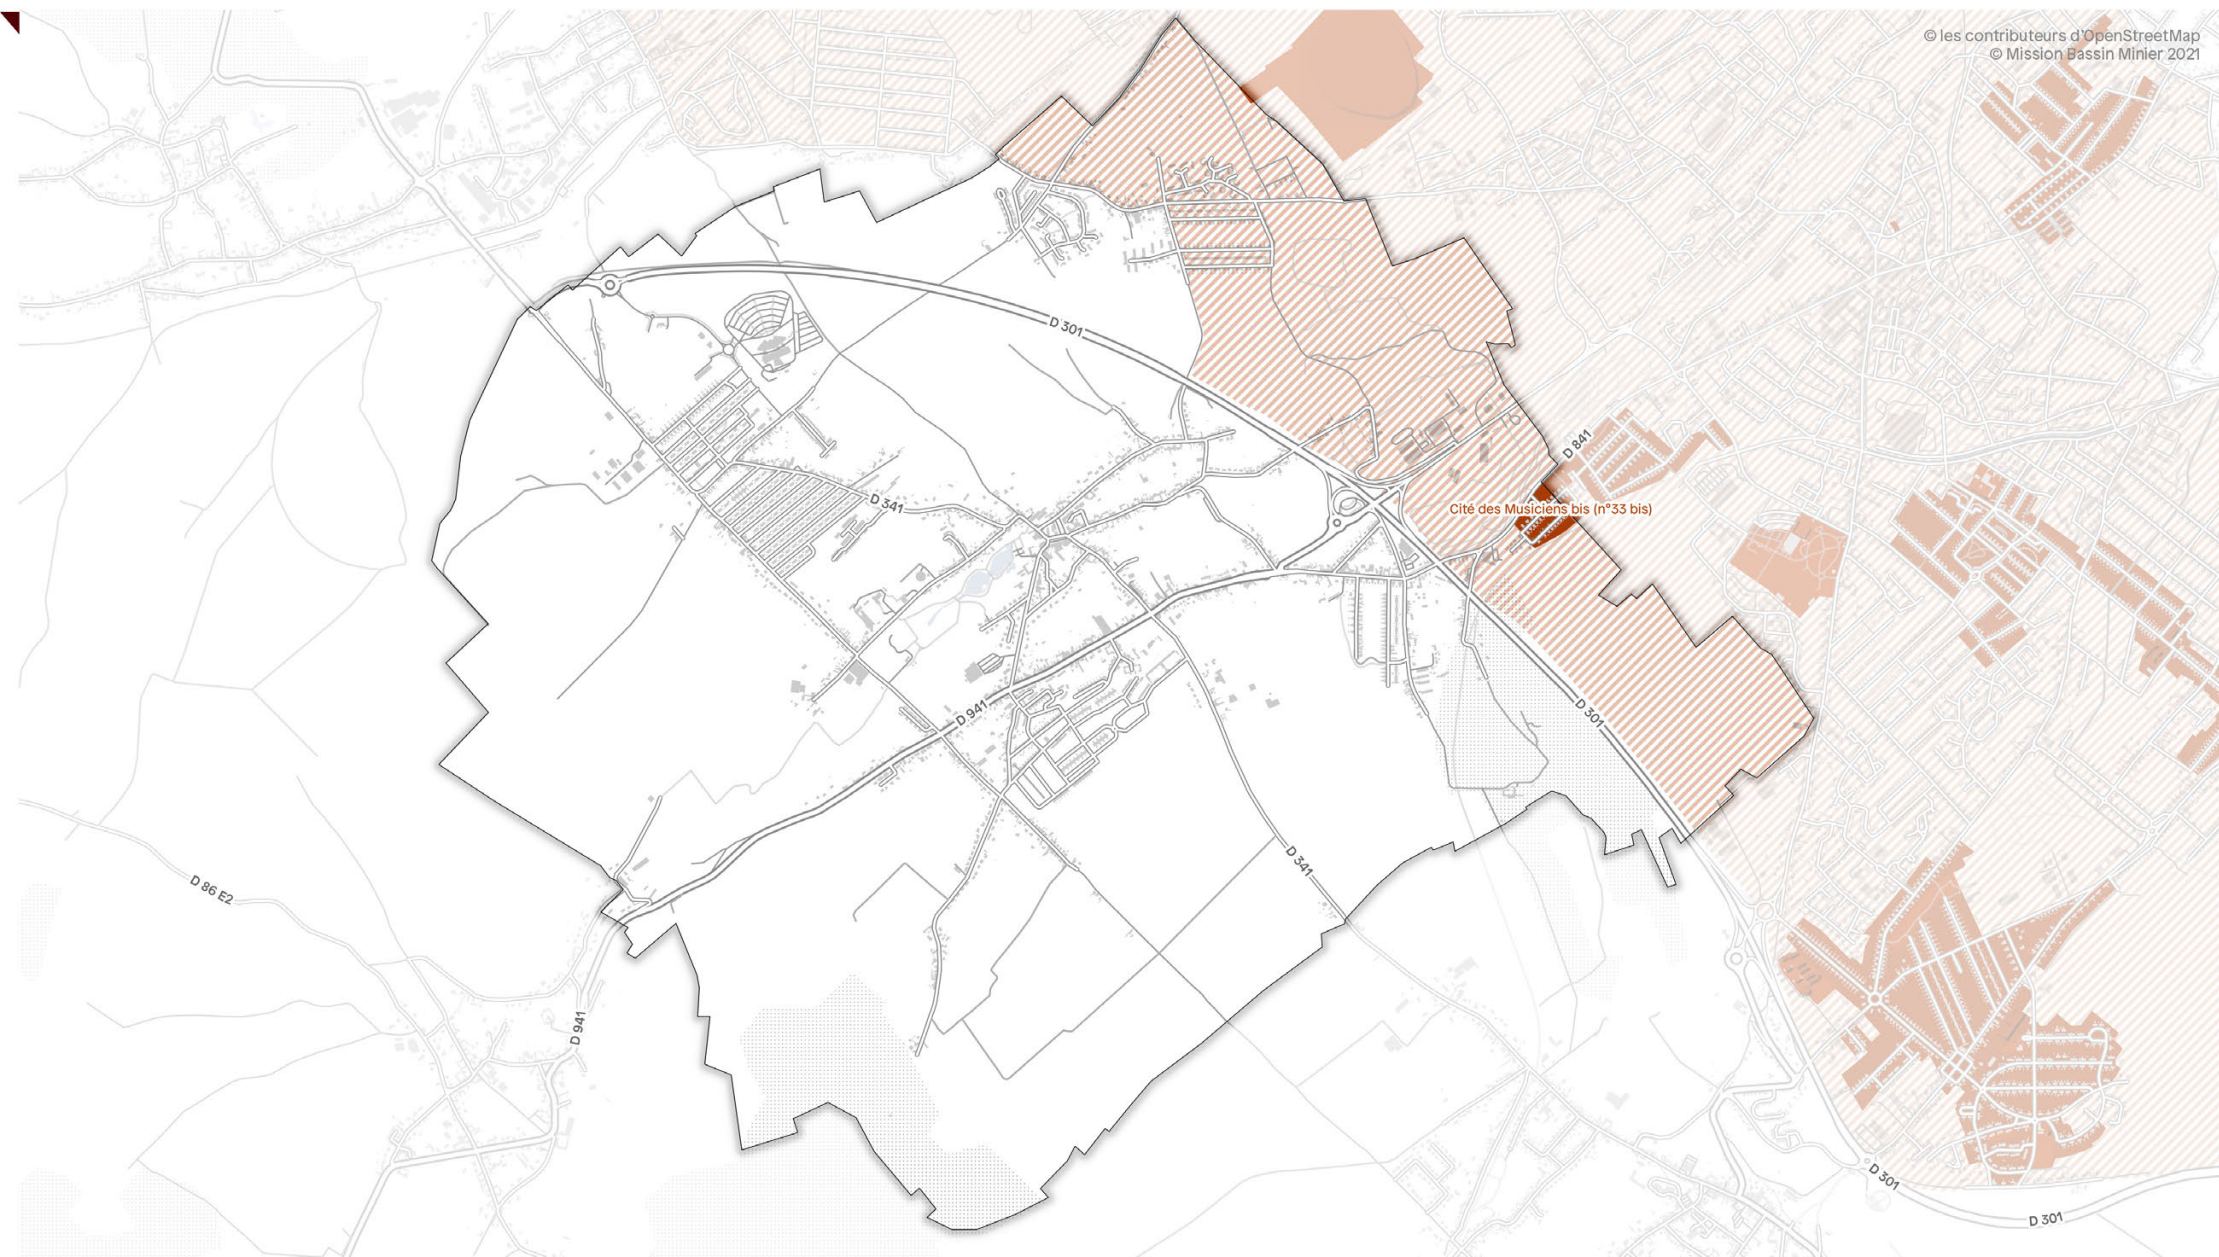 © les contributeurs d'OpenStreetMap
© Mission Bassin Minier 2021
D 301
D 841
D 341
Cité des Musiciens bis (n°33 bis)
D 941
D 301
D 341
D 86 E2
D 941
D 301
D 301